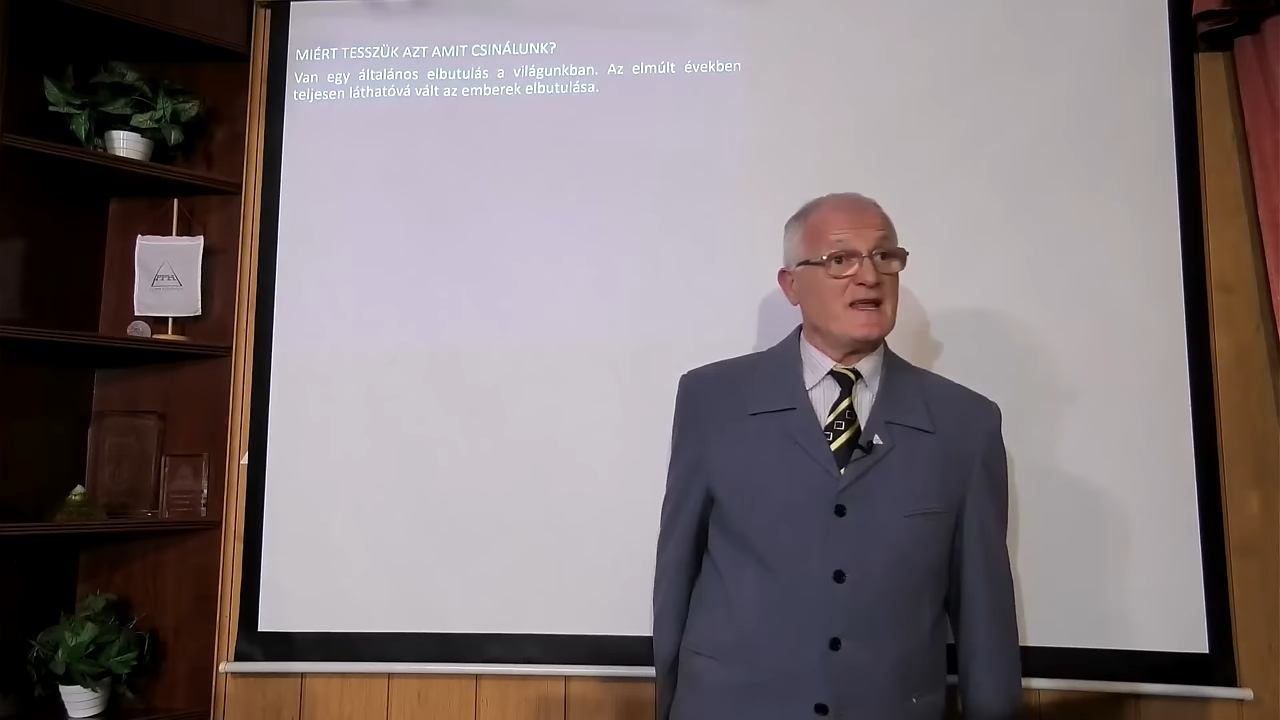 MIÉRT TESSZÜK AZT AMIT CSINÁLUNK?
Van egy általános elbutulás a világunkban. Az elmúlt években
teljesen láthatóvá vált az emberek elbutulása.